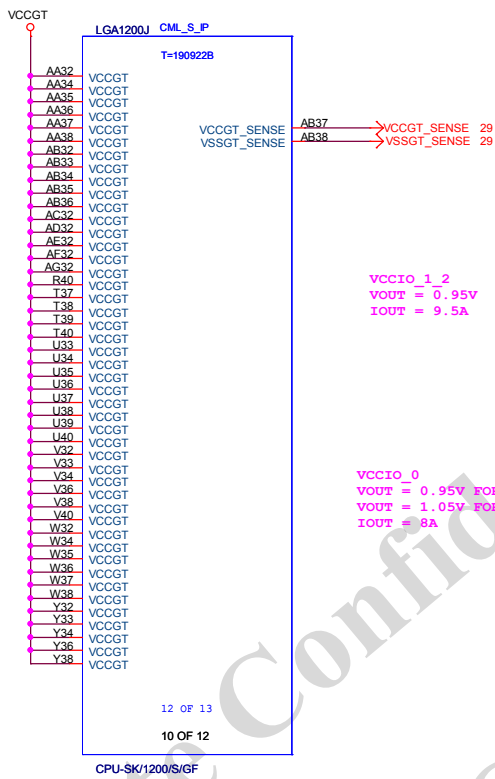 VCCGT
LGA1200J CML_S_IP
T=190922B
AA32 VCCGT
AA34 VCCGT
AA35 VCCGT
AA36 VCCGT
AA37 VCCGT
AA38 VCCGT
AB32 VCCGT
AB33 VCCGT
AB34 VCCGT
AB35 VCCGT
AB36 VCCGT
AC32 VCCGT
AD32 VCCGT
AE32 VCCGT
AF32 VCCGT
AG32 VCCGT
R40 VCCGT
T37 VCCGT
T38 VCCGT
T39 VCCGT
T40 VCCGT
U33 VCCGT
U34 VCCGT
U35 VCCGT
U36 VCCGT
U37 VCCGT
U38 VCCGT
U39 VCCGT
U40 VCCGT
V32 VCCGT
V33 VCCGT
V34 VCCGT
V36 VCCGT
V38 VCCGT
V40 VCCGT
W32 VCCGT
W34 VCCGT
W35 VCCGT
W36 VCCGT
W37 VCCGT
W38 VCCGT
Y32 VCCGT
Y33 VCCGT
Y34 VCCGT
Y36 VCCGT
Y38 VCCGT
VCCGT_SENSE AB37 VCCGT_SENSE 29
VSSGT_SENSE AB38 VSSGT_SENSE 29
VCCIO_1_2
VOUT = 0.95V
IOUT = 9.5A
VCCIO_0
VOUT = 0.95V
VOUT = 1.05V
IOUT = 8A
12 OF 13
10 OF 12
CPU-SK/1200/S/GF